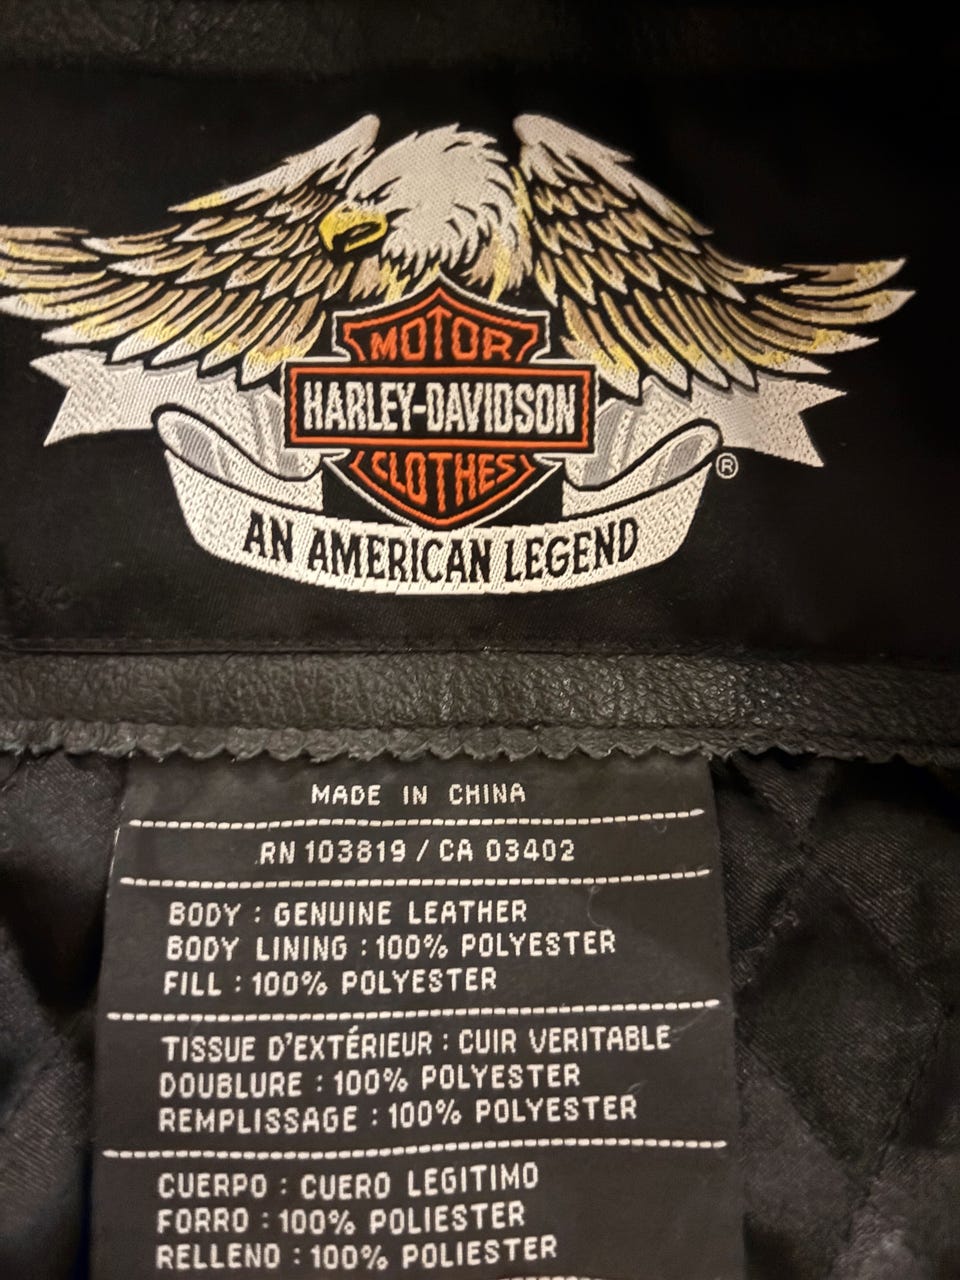 MOTOR
HARLEY-DAVIDSON
CLOTHES
®
AN AMERICAN LEGEND
MADE IN CHINA
RN 103819 / CA 03402
BODY : GENUINE LEATHER
BODY LINING : 100% POLYESTER
FILL : 100% POLYESTER
TISSUE D'EXTÉRIEUR : CUIR VERITABLE
DOUBLURE : 100% POLYESTER
REMPLISSAGE : 100% POLYESTER
CUERPO : CUERO LEGITIMO
FORRO : 100% POLIESTER
RELLENO : 100% POLIESTER